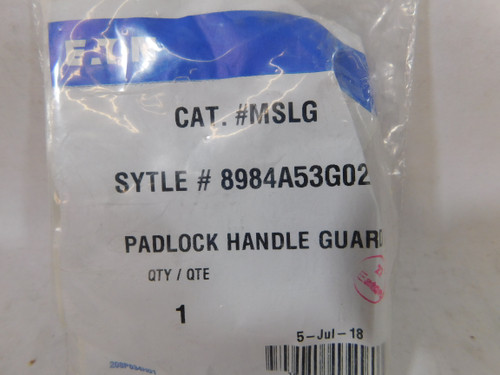 CAT. #MSLG
SYTLE # 8984A53G02
PADLOCK HANDLE GUARD
QTY / QTE
1
5-Jul-18